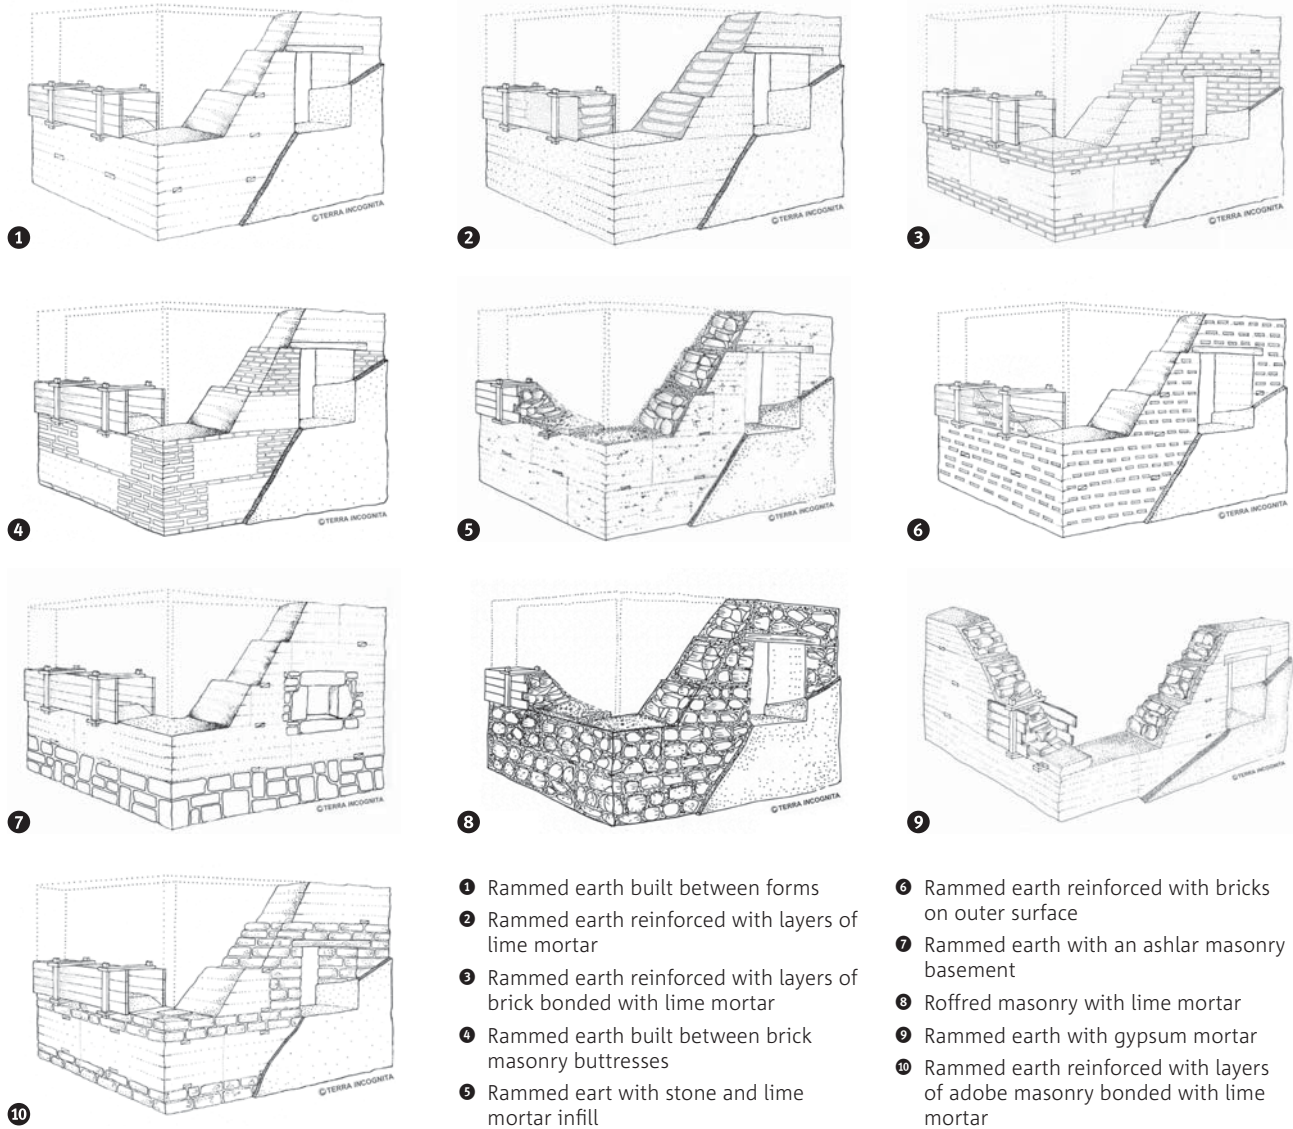 © TERRA INCOGNITA
1
© TERRA INCOGNITA
2
© TERRA INCOGNITA
3
© TERRA INCOGNITA
4
© TERRA INCOGNITA
5
© TERRA INCOGNITA
6
© TERRA INCOGNITA
7
© TERRA INCOGNITA
8
© TERRA INCOGNITA
9
© TERRA INCOGNITA
10
1 Rammed earth built between forms
2 Rammed earth reinforced with layers of
lime mortar
3 Rammed earth reinforced with layers of
brick bonded with lime mortar
4 Rammed earth built between brick
masonry buttresses
5 Rammed eart with stone and lime
mortar infill
6 Rammed earth reinforced with bricks
on outer surface
7 Rammed earth with an ashlar masonry
basement
8 Roffred masonry with lime mortar
9 Rammed earth with gypsum mortar
10 Rammed earth reinforced with layers
of adobe masonry bonded with lime
mortar